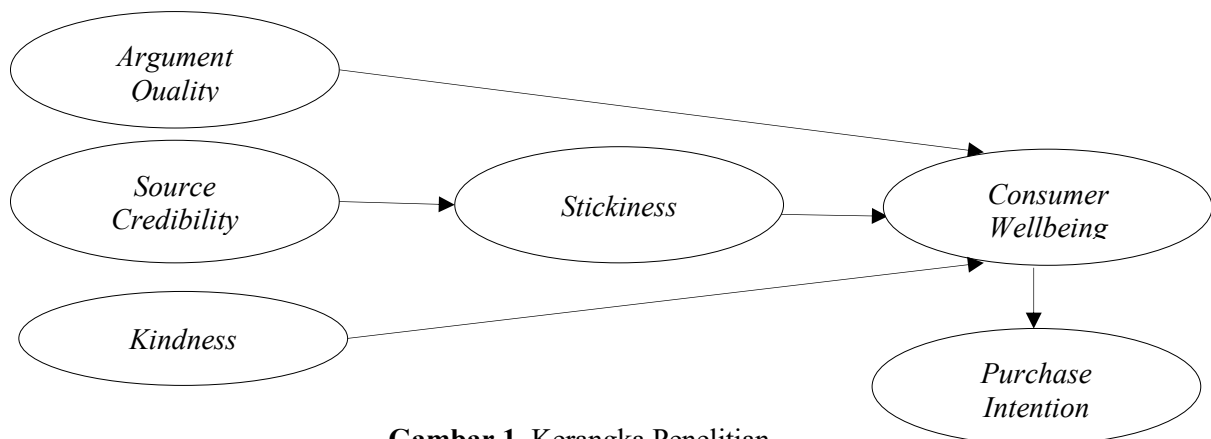 Argument
Quality
Source
Credibility
Stickiness
Consumer
Wellbeing
Kindness
Purchase
Intention
Gambar 1. Kerangka Penelitian